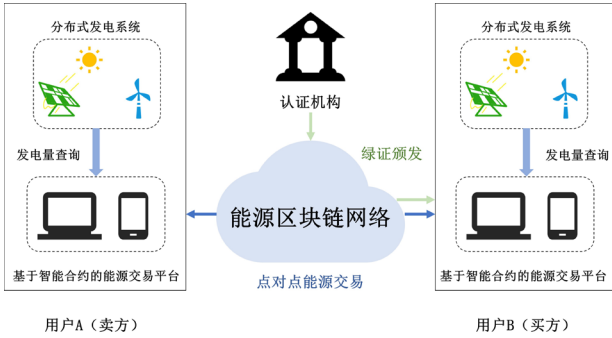 分布式发电系统
发电量查询
基于智能合约的能源交易平台
用户A（卖方）
认证机构
绿证颁发
能源区块链网络
点对点能源交易
分布式发电系统
发电量查询
基于智能合约的能源交易平台
用户B（买方）